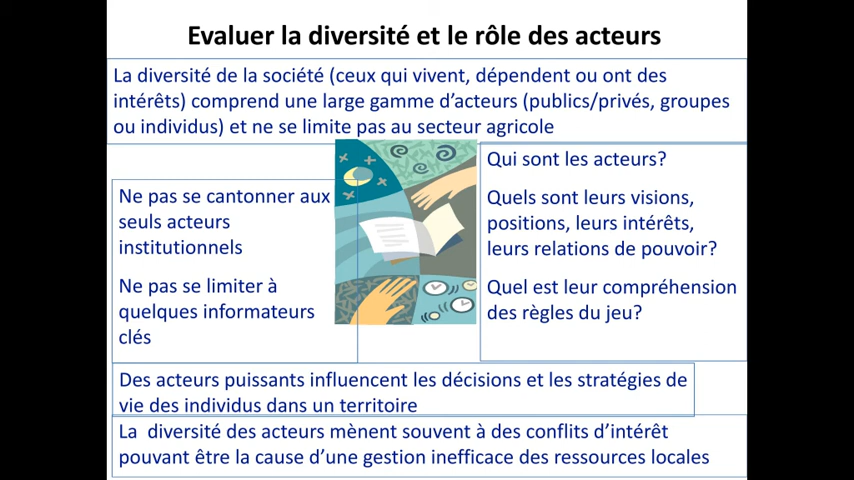 Evaluer la diversité et le rôle des acteurs
La diversité de la société (ceux qui vivent, dépendent ou ont des
intérêts) comprend une large gamme d'acteurs (publics/privés, groupes
ou individus) et ne se limite pas au secteur agricole
Ne pas se cantonner aux
seuls acteurs
institutionnels
Ne pas se limiter à
quelques informateurs
clés
Qui sont les acteurs?
Quels sont leurs visions,
positions, leurs intérêts,
leurs relations de pouvoir?
Quel est leur compréhension
des règles du jeu?
Des acteurs puissants influencent les décisions et les stratégies de
vie des individus dans un territoire
La  diversité des acteurs mènent souvent à des conflits d'intérêt
pouvant être la cause d'une gestion inefficace des ressources locales